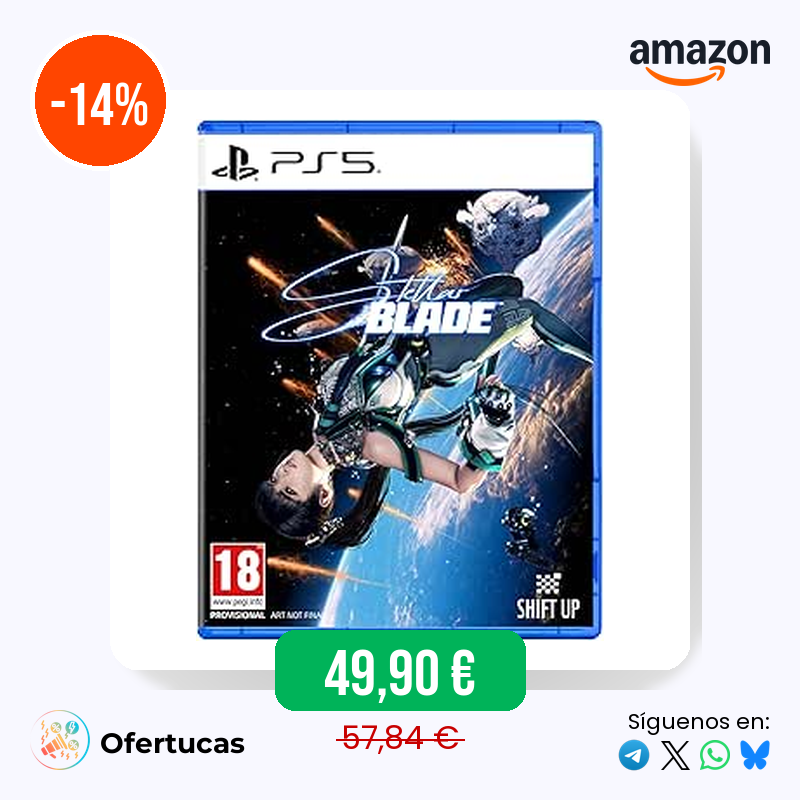 -14%
amazon
PS5
Stellar
BLADE
18
www.pegi.info
PROVISIONAL ART NOT FINA
SHIFT UP
49,90 €
57,84 €
Ofertucas
Síguenos en: